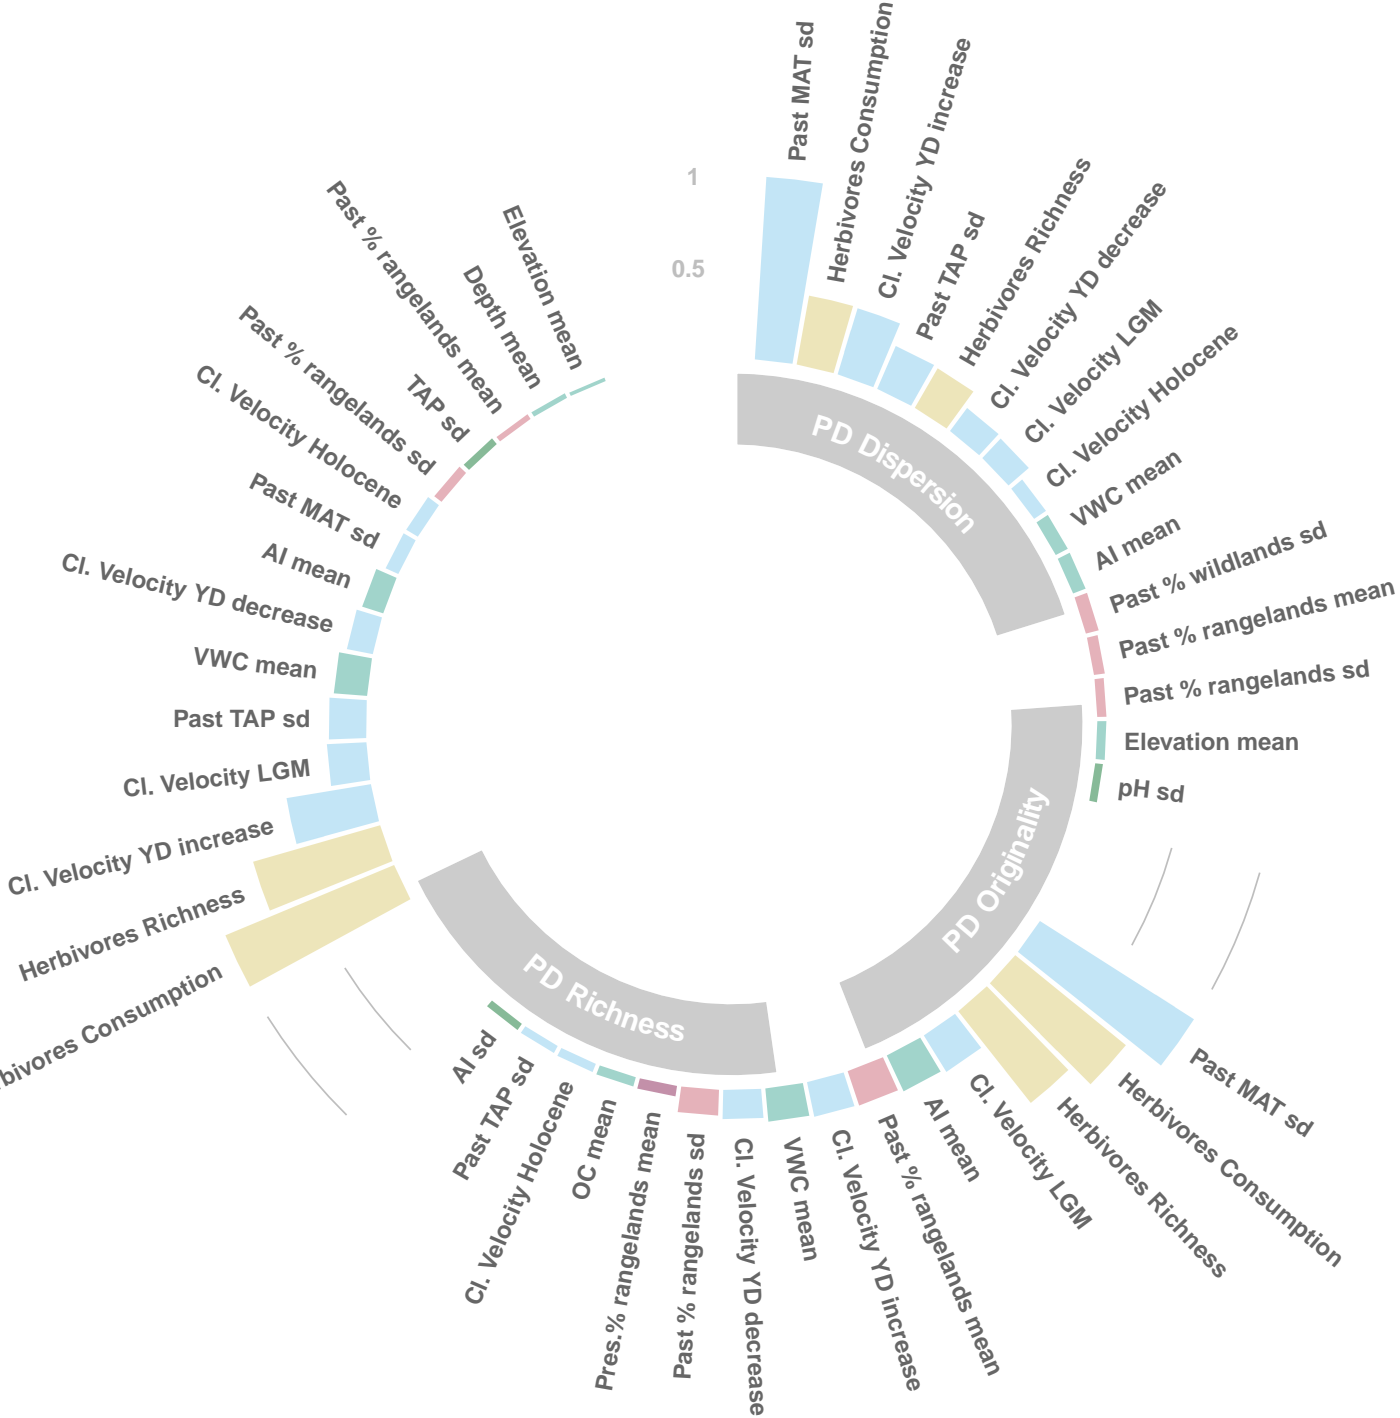 1
0.5
Past MAT sd
Herbivores Consumption
Cl. Velocity YD increase
Past TAP sd
Herbivores Richness
Cl. Velocity YD decrease
Cl. Velocity LGM
Cl. Velocity Holocene
VWC mean
AI mean
Past % wildlands sd
Past % rangelands mean
Past % rangelands sd
Elevation mean
pH sd
PD Dispersion
PD Originality
PD Richness
Past MAT sd
Herbivores Consumption
Herbivores Richness
Cl. Velocity LGM
AI mean
Past % rangelands mean
Cl. Velocity YD increase
VWC mean
Cl. Velocity YD decrease
Past % rangelands sd
Pres.% rangelands mean
OC mean
Cl. Velocity Holocene
Past TAP sd
AI sd
bivores Consumption
Herbivores Richness
Cl. Velocity YD increase
Cl. Velocity LGM
Past TAP sd
VWC mean
Cl. Velocity YD decrease
AI mean
Past MAT sd
Cl. Velocity Holocene
Past % rangelands sd
TAP sd
Past % rangelands mean
Depth mean
Elevation mean